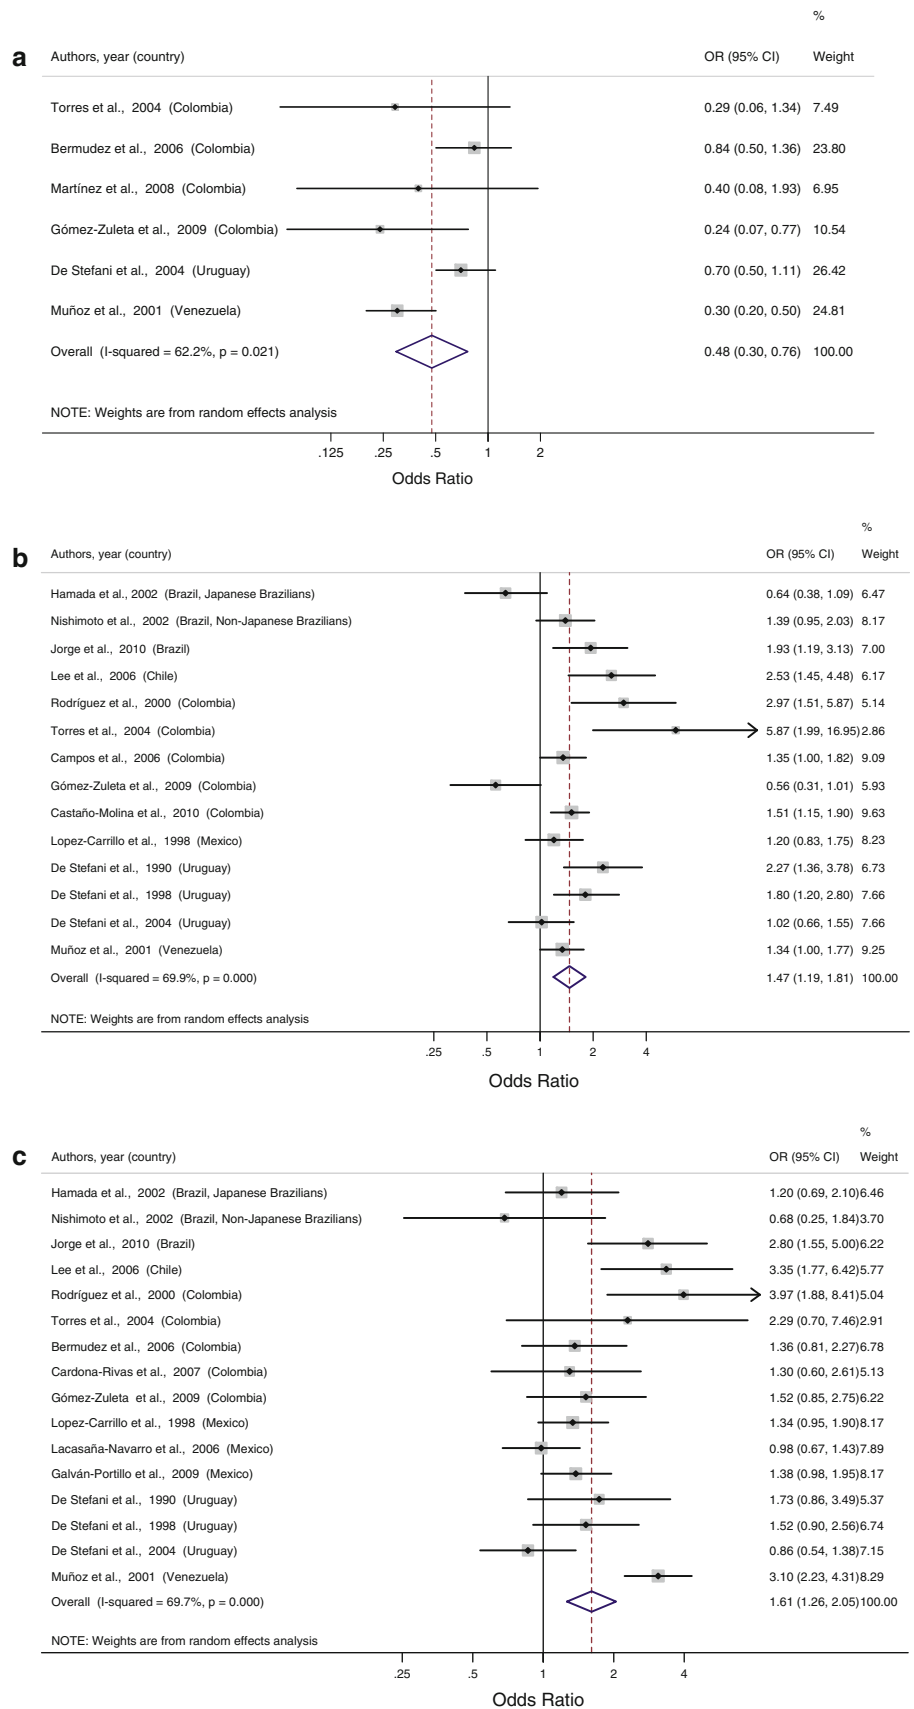 %
a Authors, year (country) OR (95% CI) Weight
Torres et al., 2004 (Colombia) 0.29 (0.06, 1.34) 7.49
Bermudez et al., 2006 (Colombia) 0.84 (0.50, 1.36) 23.80
Martínez et al., 2008 (Colombia) 0.40 (0.08, 1.93) 6.95
Gómez-Zuleta et al., 2009 (Colombia) 0.24 (0.07, 0.77) 10.54
De Stefani et al., 2004 (Uruguay) 0.70 (0.50, 1.11) 26.42
Muñoz et al., 2001 (Venezuela) 0.30 (0.20, 0.50) 24.81
Overall (I-squared = 62.2%, p = 0.021) 0.48 (0.30, 0.76) 100.00
NOTE: Weights are from random effects analysis
.125 .25 .5 1 2
Odds Ratio
%
b Authors, year (country) OR (95% CI) Weight
Hamada et al., 2002 (Brazil, Japanese Brazilians) 0.64 (0.38, 1.09) 6.47
Nishimoto et al., 2002 (Brazil, Non-Japanese Brazilians) 1.39 (0.95, 2.03) 8.17
Jorge et al., 2010 (Brazil) 1.93 (1.19, 3.13) 7.00
Lee et al., 2006 (Chile) 2.53 (1.45, 4.48) 6.17
Rodríguez et al., 2000 (Colombia) 2.97 (1.51, 5.87) 5.14
Torres et al., 2004 (Colombia) 5.87 (1.99, 16.95) 2.86
Campos et al., 2006 (Colombia) 1.35 (1.00, 1.82) 9.09
Gómez-Zuleta et al., 2009 (Colombia) 0.56 (0.31, 1.01) 5.93
Castaño-Molina et al., 2010 (Colombia) 1.51 (1.15, 1.90) 9.63
Lopez-Carrillo et al., 1998 (Mexico) 1.20 (0.83, 1.75) 8.23
De Stefani et al., 1990 (Uruguay) 2.27 (1.36, 3.78) 6.73
De Stefani et al., 1998 (Uruguay) 1.80 (1.20, 2.80) 7.66
De Stefani et al., 2004 (Uruguay) 1.02 (0.66, 1.55) 7.66
Muñoz et al., 2001 (Venezuela) 1.34 (1.00, 1.77) 9.25
Overall (I-squared = 69.9%, p = 0.000) 1.47 (1.19, 1.81) 100.00
NOTE: Weights are from random effects analysis
.25 .5 1 2 4
Odds Ratio
%
c Authors, year (country) OR (95% CI) Weight
Hamada et al., 2002 (Brazil, Japanese Brazilians) 1.20 (0.69, 2.10) 6.46
Nishimoto et al., 2002 (Brazil, Non-Japanese Brazilians) 0.68 (0.25, 1.84) 3.70
Jorge et al., 2010 (Brazil) 2.80 (1.55, 5.00) 6.22
Lee et al., 2006 (Chile) 3.35 (1.77, 6.42) 5.77
Rodríguez et al., 2000 (Colombia) 3.97 (1.88, 8.41) 5.04
Torres et al., 2004 (Colombia) 2.29 (0.70, 7.46) 2.91
Bermudez et al., 2006 (Colombia) 1.36 (0.81, 2.27) 6.78
Cardona-Rivas et al., 2007 (Colombia) 1.30 (0.60, 2.61) 5.13
Gómez-Zuleta et al., 2009 (Colombia) 1.52 (0.85, 2.75) 6.22
Lopez-Carrillo et al., 1998 (Mexico) 1.34 (0.95, 1.90) 8.17
Lacasaña-Navarro et al., 2006 (Mexico) 0.98 (0.67, 1.43) 7.89
Galván-Portillo et al., 2009 (Mexico) 1.38 (0.98, 1.95) 8.17
De Stefani et al., 1990 (Uruguay) 1.73 (0.86, 3.49) 5.37
De Stefani et al., 1998 (Uruguay) 1.52 (0.90, 2.56) 6.74
De Stefani et al., 2004 (Uruguay) 0.86 (0.54, 1.38) 7.15
Muñoz et al., 2001 (Venezuela) 3.10 (2.23, 4.31) 8.29
Overall (I-squared = 69.7%, p = 0.000) 1.61 (1.26, 2.05) 100.00
NOTE: Weights are from random effects analysis
.25 .5 1 2 4
Odds Ratio